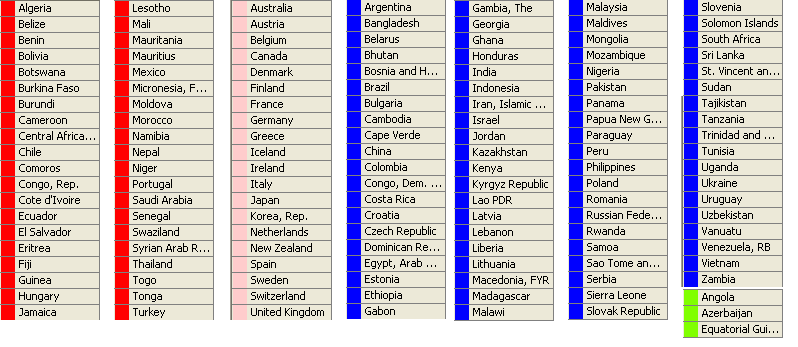 Algeria
Belize
Benin
Bolivia
Botswana
Burkina Faso
Burundi
Cameroon
Central Africa...
Chile
Comoros
Congo, Rep.
Cote d'Ivoire
Ecuador
El Salvador
Eritrea
Fiji
Guinea
Hungary
Jamaica
Lesotho
Mali
Mauritania
Mauritius
Mexico
Micronesia, F...
Moldova
Morocco
Namibia
Nepal
Niger
Portugal
Saudi Arabia
Senegal
Swaziland
Syrian Arab R...
Thailand
Togo
Tonga
Turkey
Australia
Austria
Belgium
Canada
Denmark
Finland
France
Germany
Greece
Iceland
Ireland
Italy
Japan
Korea, Rep.
Netherlands
New Zealand
Spain
Sweden
Switzerland
United Kingdom
Argentina
Bangladesh
Belarus
Bhutan
Bosnia and H...
Brazil
Bulgaria
Cambodia
Cape Verde
China
Colombia
Congo, Dem. ...
Costa Rica
Croatia
Czech Republic
Dominican Re...
Egypt, Arab ...
Estonia
Ethiopia
Gabon
Gambia, The
Georgia
Ghana
Honduras
India
Indonesia
Iran, Islamic ...
Israel
Jordan
Kazakhstan
Kenya
Kyrgyz Republic
Lao PDR
Latvia
Lebanon
Liberia
Lithuania
Macedonia, FYR
Madagascar
Malawi
Malaysia
Maldives
Mongolia
Mozambique
Nigeria
Pakistan
Panama
Papua New G...
Paraguay
Peru
Philippines
Poland
Romania
Russian Fede...
Rwanda
Samoa
Sao Tome an...
Serbia
Sierra Leone
Slovak Republic
Slovenia
Solomon Islands
South Africa
Sri Lanka
St. Vincent an...
Sudan
Tajikistan
Tanzania
Trinidad and ...
Tunisia
Uganda
Ukraine
Uruguay
Uzbekistan
Vanuatu
Venezuela, RB
Vietnam
Zambia
Angola
Azerbaijan
Equatorial Gui...